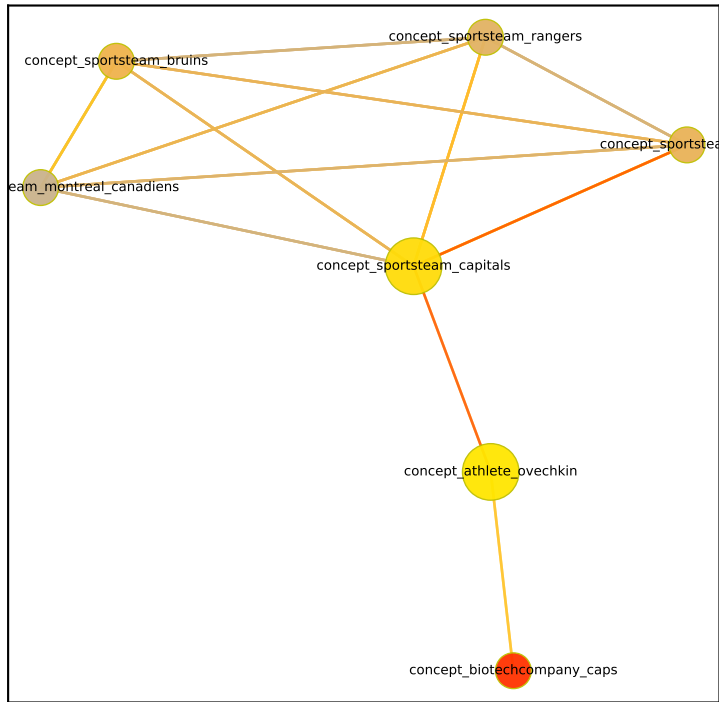 concept_sportsteam_rangers
concept_sportsteam_bruins
concept_sportstea
eam_montreal_canadiens
concept_sportsteam_capitals
concept_athlete_ovechkin
concept_biotechcompany_caps